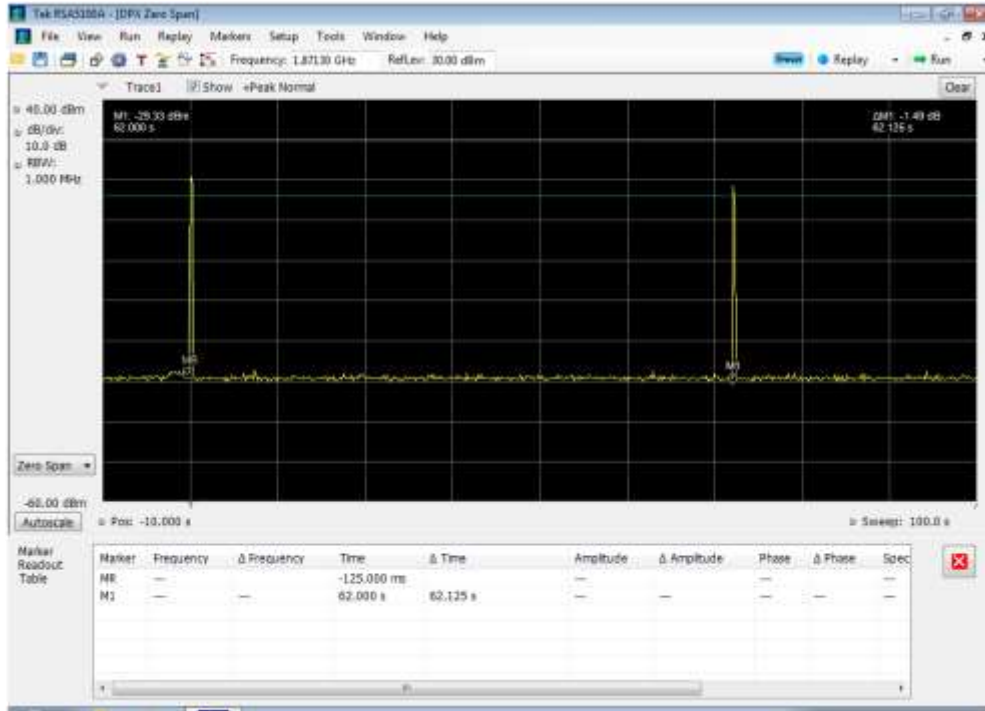 Tek RSA5100A - [DPX Zero Span]
File View Run Replay Markers Setup Tools Window Help
Frequency: 1.87130 GHz RefLev: 30.00 dBm Preset Replay Run
Trace1 Show +Peak Normal Clear
40.00 dBm
dB/div:
10.0 dB
RBW:
1.000 MHz
M1: -29.33 dBm
62.000 s
ΔM1: -1.49 dB
62.125 s
MR
M1
Zero Span
-60.00 dBm
Autoscale Pos: -10.000 s Sweep: 100.0 s
Marker
Readout
Table
Marker Frequency Δ Frequency Time Δ Time Amplitude Δ Amplitude Phase Δ Phase Spec
MR --- -125.000 ms --- --- ---
M1 --- --- 62.000 s 62.125 s --- --- --- --- ---